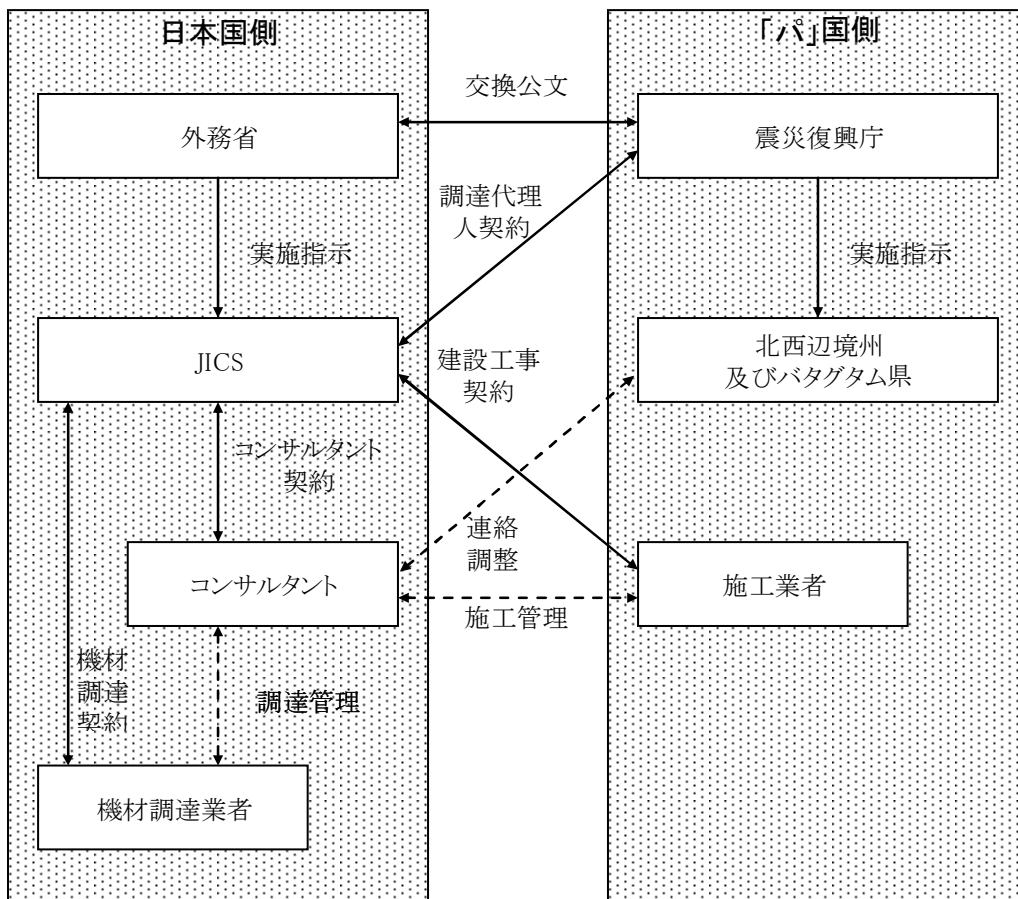 日本国側
「パ」国側
交換公文
外務省
震災復興庁
調達代理
人契約
実施指示
実施指示
JICS
建設工事
契約
北西辺境州
及びバタグタム県
コンサルタント
契約
連絡
調整
コンサルタント
施工業者
施工管理
機材
調達
契約
調達管理
機材調達業者